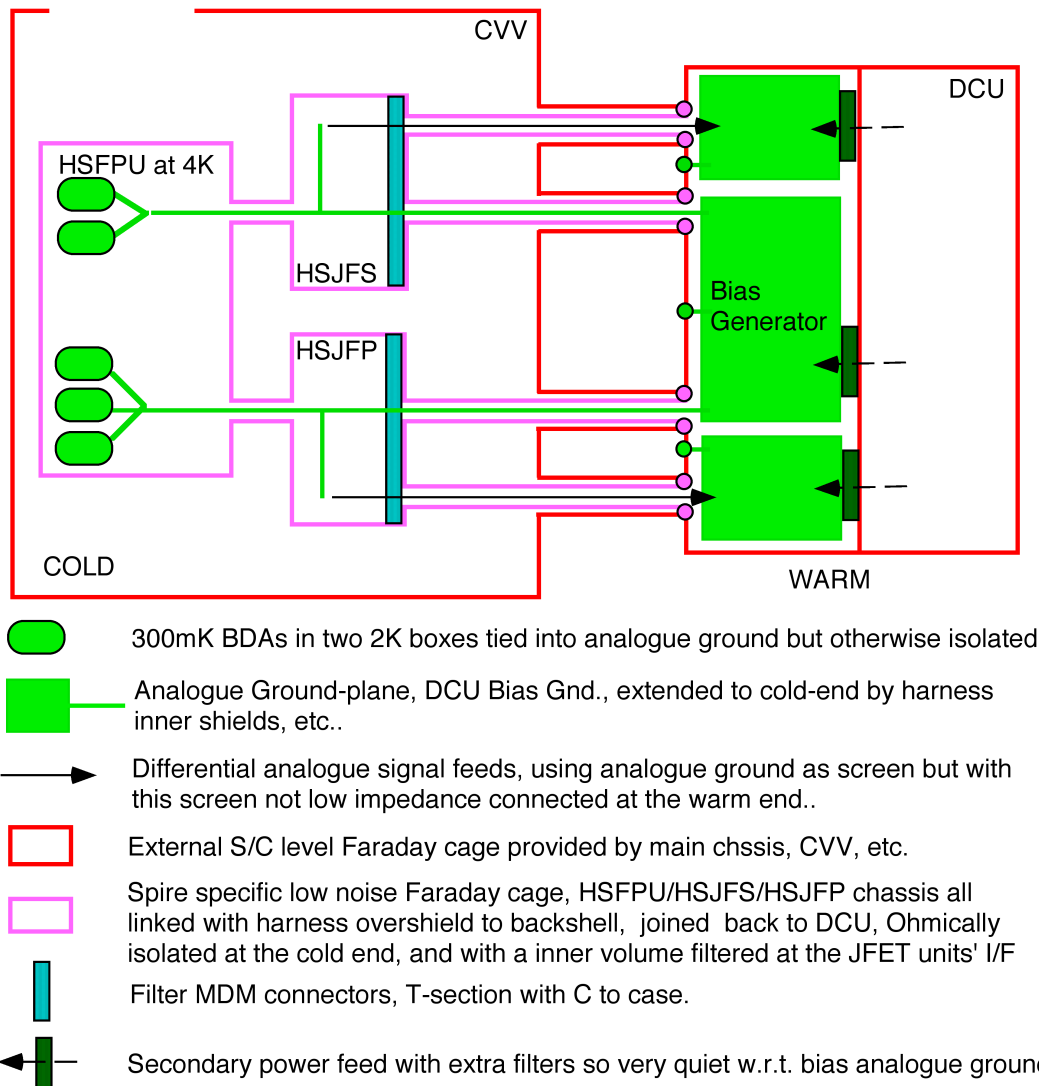 CVV
DCU
HSFPU at 4K
HSJFS
Bias
Generator
HSJFP
COLD
WARM
300mK BDAs in two 2K boxes tied into analogue ground but otherwise isolated
Analogue Ground-plane, DCU Bias Gnd., extended to cold-end by harness
inner shields, etc..
Differential analogue signal feeds, using analogue ground as screen but with
this screen not low impedance connected at the warm end..
External S/C level Faraday cage provided by main chssis, CVV, etc.
Spire specific low noise Faraday cage, HSFPU/HSJFS/HSJFP chassis all
linked with harness overshield to backshell, joined back to DCU, Ohmically
isolated at the cold end, and with a inner volume filtered at the JFET units' I/F
Filter MDM connectors, T-section with C to case.
Secondary power feed with extra filters so very quiet w.r.t. bias analogue